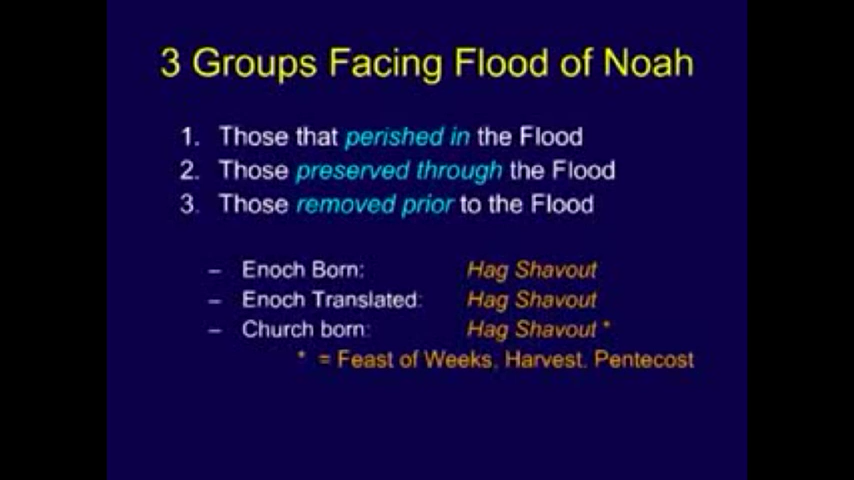 3 Groups Facing Flood of Noah
1. Those that perished in the Flood
2. Those preserved through the Flood
3. Those removed prior to the Flood
– Enoch Born: Hag Shavout
– Enoch Translated: Hag Shavout
– Church born: Hag Shavout *
* = Feast of Weeks, Harvest. Pentecost